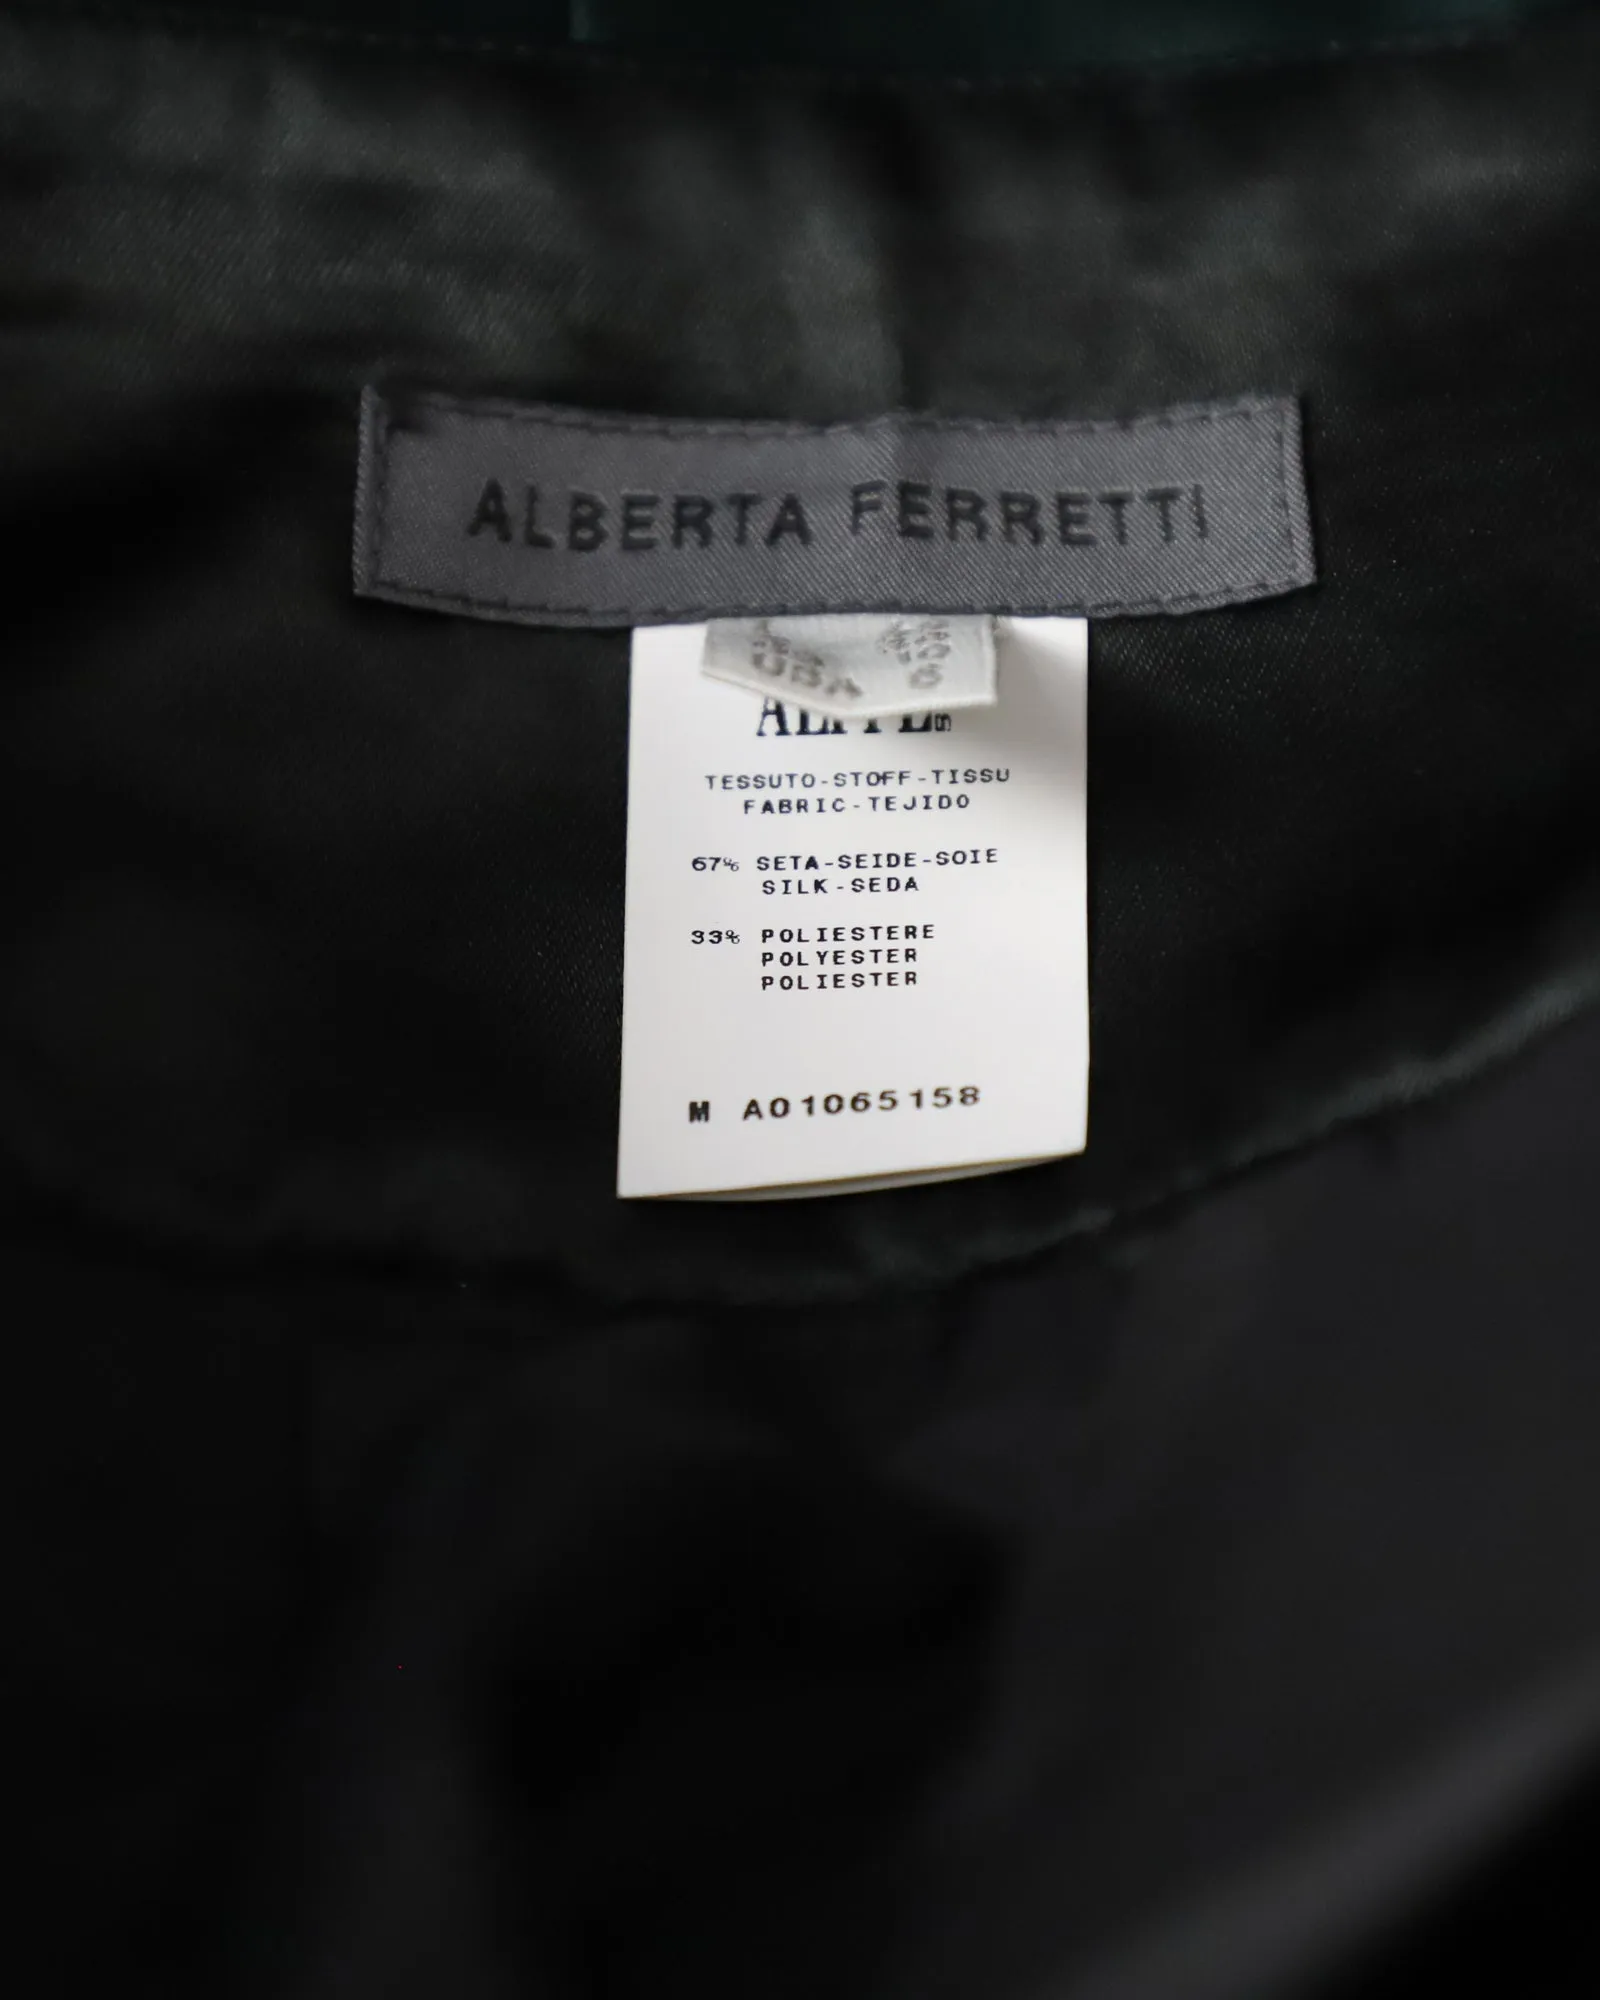 ALBERTA FERRETTI
TESSUTO-STOFF-TISSU
FABRIC-TEJIDO
67% SETA-SEIDE-SOIE
SILK-SEDA
33% POLIESTERE
POLYESTER
POLIESTER
M A01065158